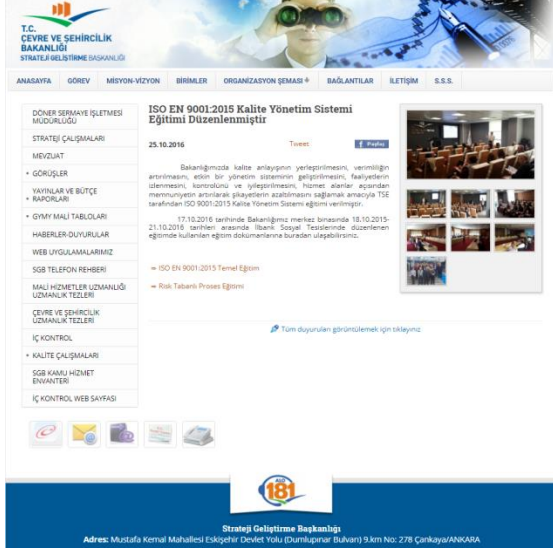 T.C.
ÇEVRE VE ŞEHİRCİLİK
BAKANLIĞI
STRATEJİ GELİŞTİRME BAŞKANLIĞI
ANASAYFA GÖREV MİSYON-VİZYON BİRİMLER ORGANİZASYON ŞEMASI BAĞLANTILAR İLETİŞİM S.S.S.
DÖNER SERMAYE İŞLETMESİ
MÜDÜRLÜĞÜ
STRATEJİ ÇALIŞMALARI
MEVZUAT
GÖRÜŞLER
YAYINLAR VE BÜTÇE
RAPORLARI
GYMY MALİ TABLOLARI
HABERLER-DUYURULAR
WEB UYGULAMALARIMIZ
SGB TELEFON REHBERİ
MALİ HİZMETLER UZMANLIĞI
UZMANLIK TEZLERİ
ÇEVRE VE ŞEHİRCİLİK
UZMANLIK TEZLERİ
İÇ KONTROL
KALİTE ÇALIŞMALARI
SGB KAMU HİZMET
ENVANTERİ
İÇ KONTROL WEB SAYFASI
ISO EN 9001:2015 Kalite Yönetim Sistemi
Eğitimi Düzenlenmiştir
25.10.2016 Tweet f Paylaş
Bakanlığımızda kalite anlayışının yerleştirilmesini, verimliliğin
artırılmasını, etkin bir yönetim sisteminin geliştirilmesini, faaliyetlerin
izlenmesini, kontrolünü ve iyileştirilmesini, hizmet alanlar açısından
memnuniyetin artırılarak şikayetlerin azaltılmasını sağlamak amacıyla TSE
tarafından ISO 9001:2015 Kalite Yönetim Sistemi eğitimi verilmiştir.
17.10.2016 tarihinde Bakanlığımız merkez binasında 18.10.2015-
21.10.2016 tarihleri arasında İlbank Sosyal Tesislerinde düzenlenen
eğitimde kullanılan eğitim dokümanlarına buradan ulaşabilirsiniz.
⇒ ISO EN 9001:2015 Temel Eğitim
⇒ Risk Tabanlı Proses Eğitimi
Tüm duyuruları görüntülemek için tıklayınız
ALO
181
Strateji Geliştirme Başkanlığı
Adres: Mustafa Kemal Mahallesi Eskişehir Devlet Yolu (Dumlupınar Bulvarı) 9.km No: 278 Çankaya/ANKARA